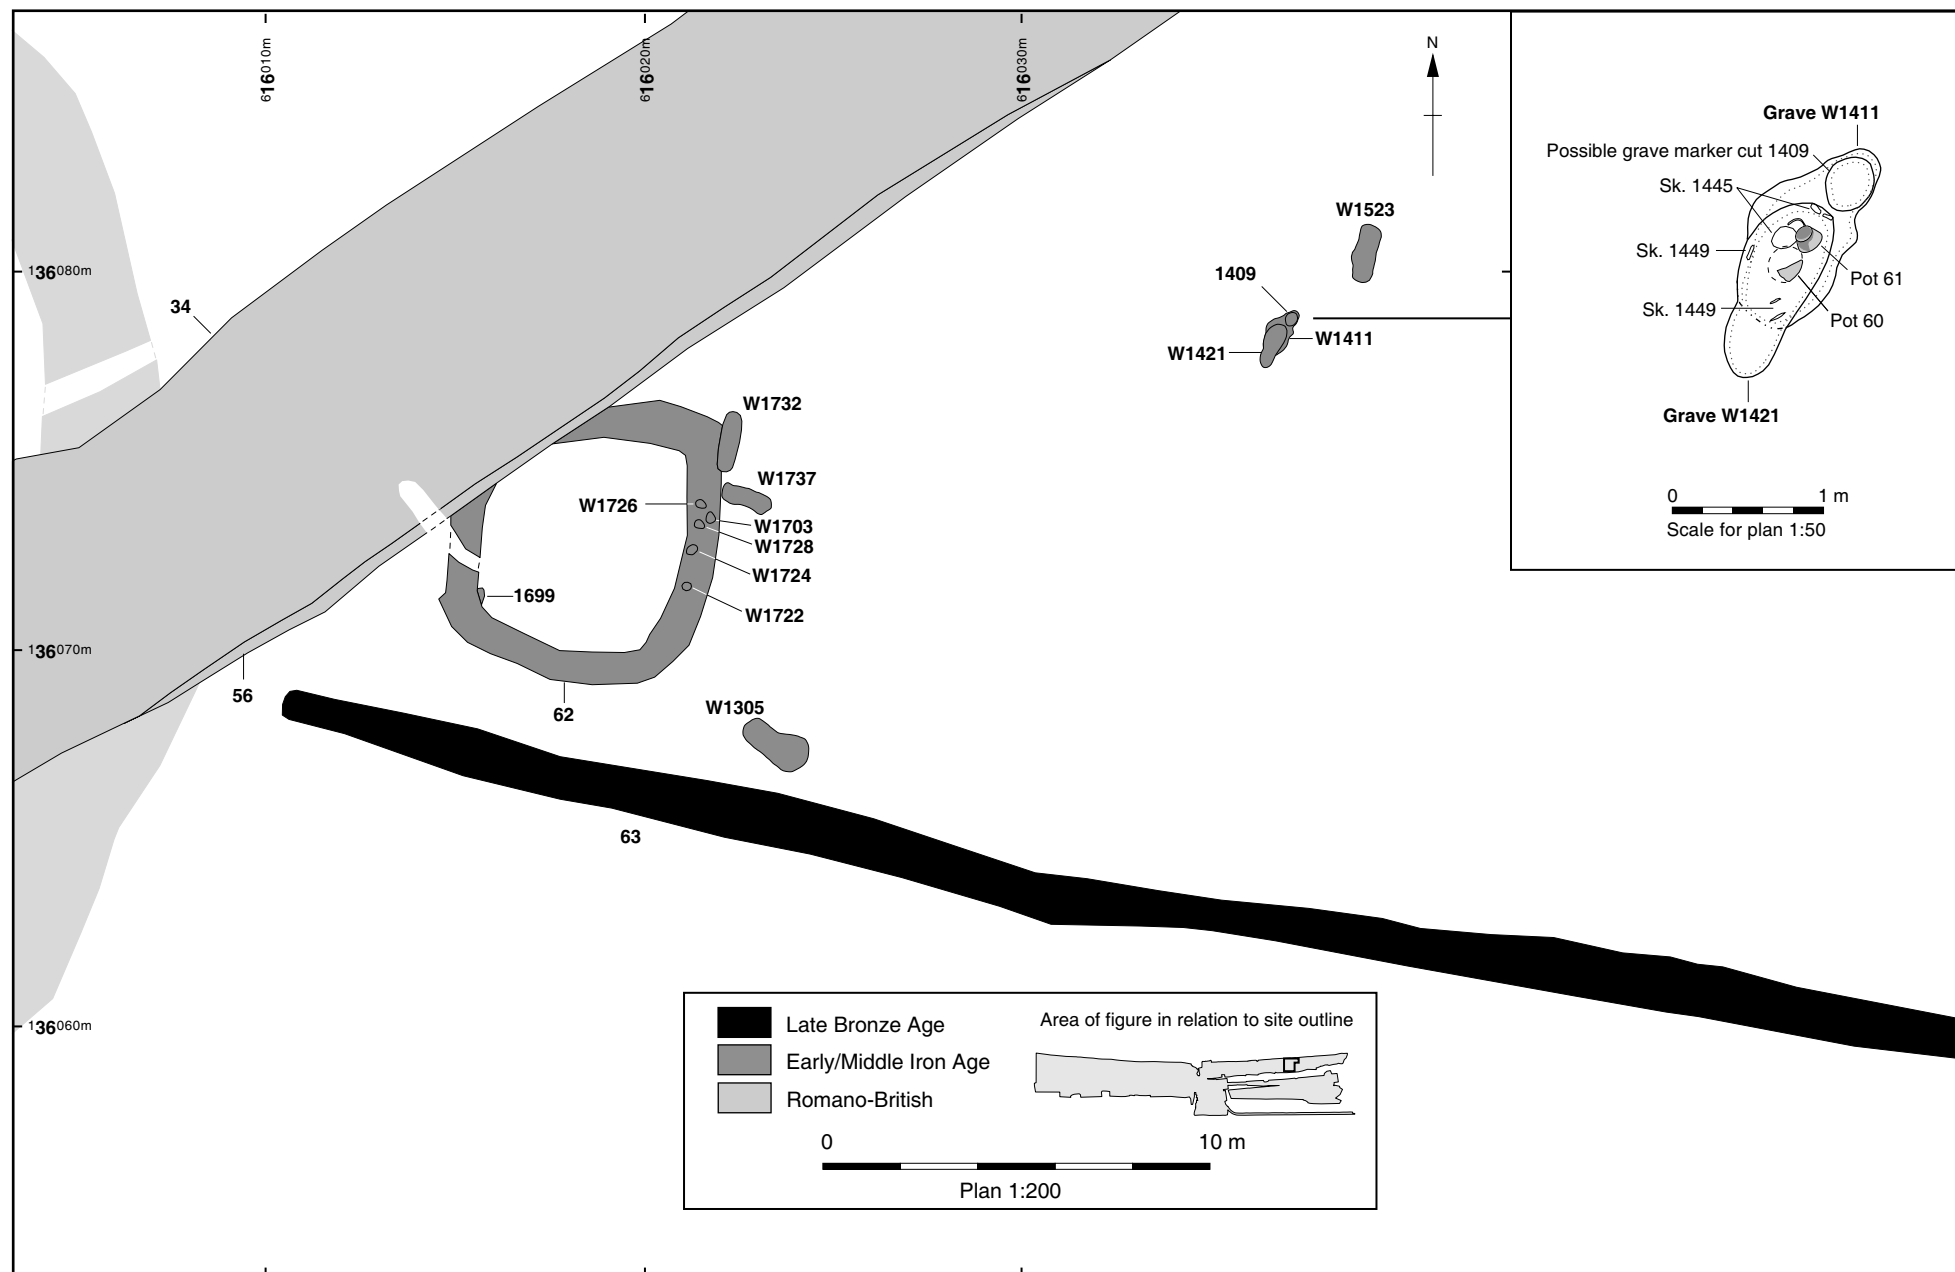 616010m
616020m
616030m
N
Grave W1411
Possible grave marker cut 1409
Sk. 1445
Sk. 1449
Pot 61
Sk. 1449
Pot 60
Grave W1421
0 1 m
Scale for plan 1:50
W1523
136080m
1409
34
W1411
W1421
W1732
W1737
W1726
W1703
W1728
W1724
1699
W1722
136070m
56
62
W1305
63
136060m
Late Bronze Age
Early/Middle Iron Age
Romano-British
Area of figure in relation to site outline
0 10 m
Plan 1:200